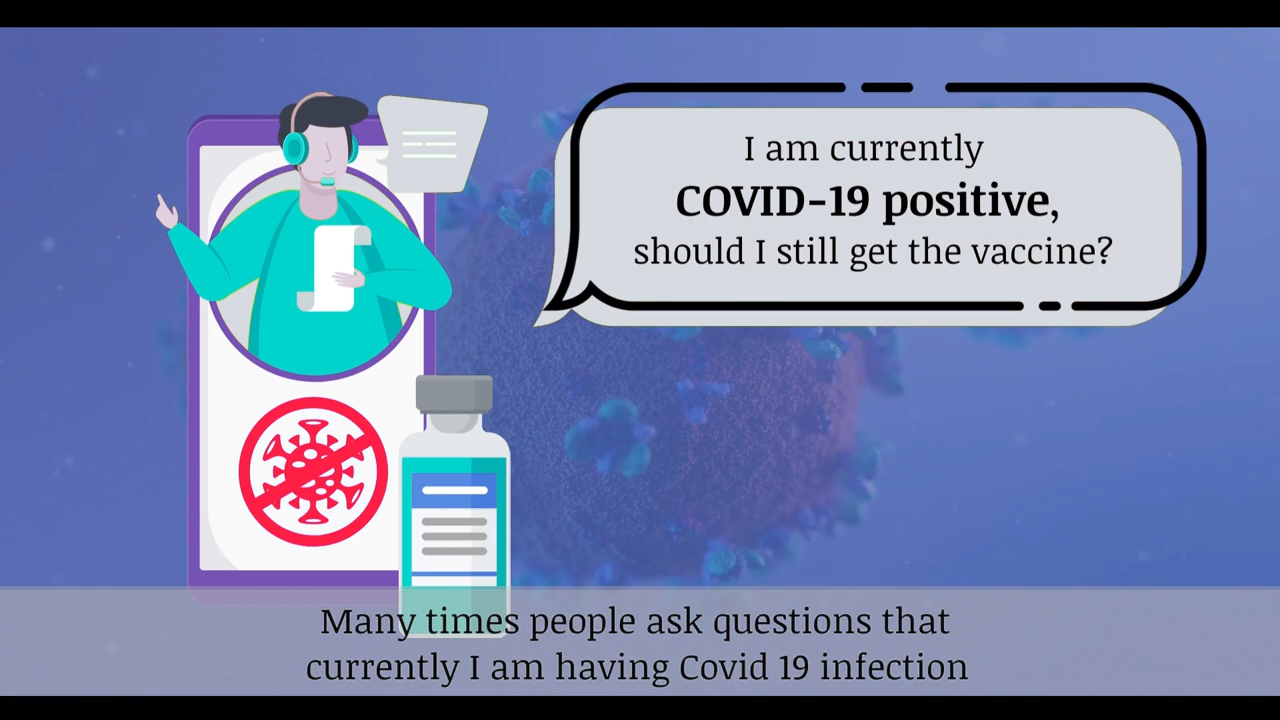 I am currently
COVID-19 positive,
should I still get the vaccine?
Many times people ask questions that
currently I am having Covid 19 infection